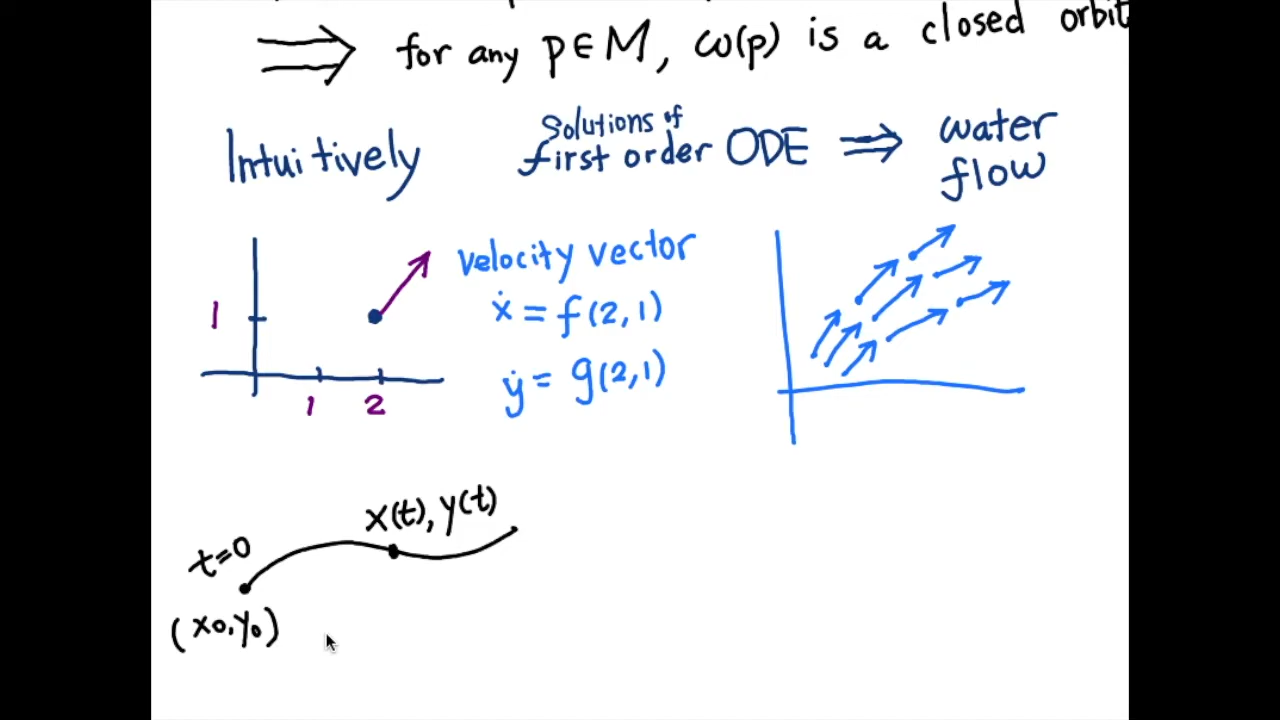 ⟹ for any p∈M, ω(p) is a closed orbit
Intuitively solutions of first order ODE ⟹ water flow
velocity vector
ẋ = f(2,1)
ẏ = g(2,1)
1
1 2
x(t), y(t)
t=0
(x0,y0)